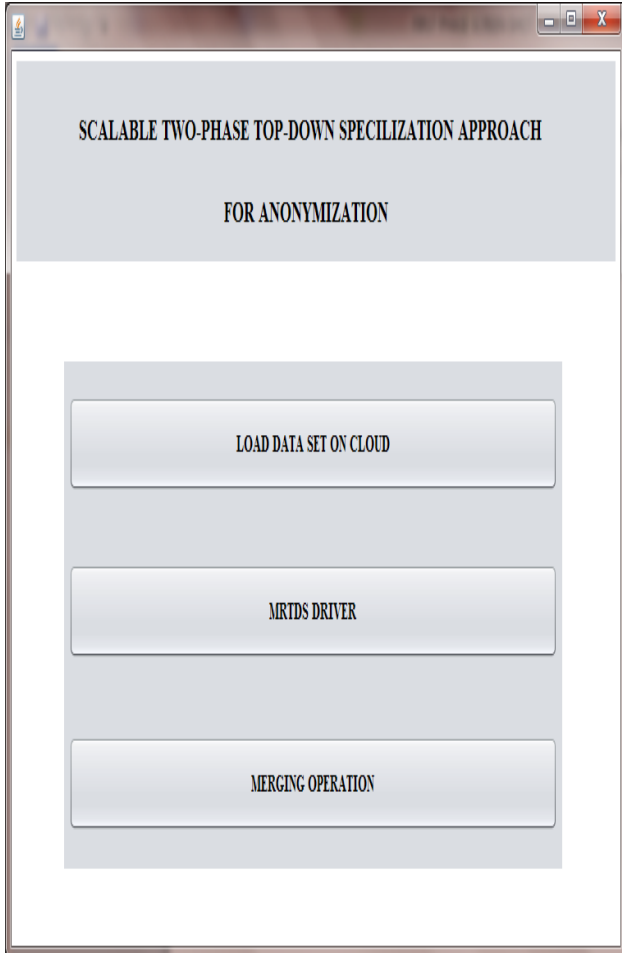 SCALABLE TWO-PHASE TOP-DOWN SPECILIZATION APPROACH
FOR ANONYMIZATION
LOAD DATA SET ON CLOUD
MRTDS DRIVER
MERGING OPERATION